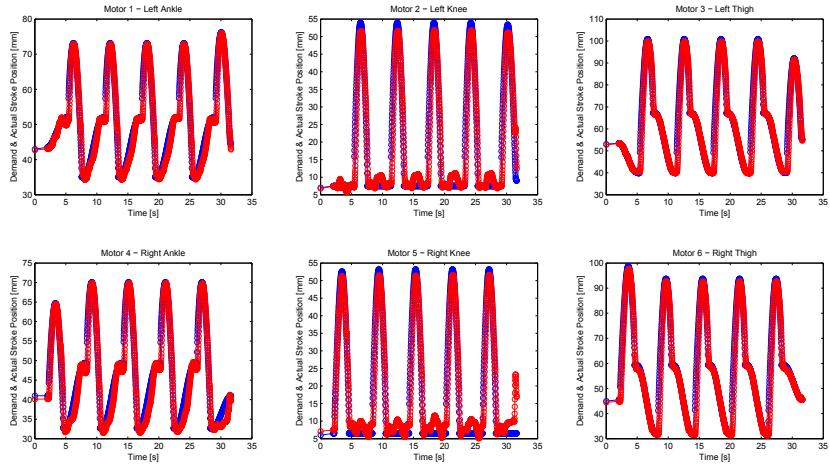 Motor 1 − Left Ankle
Demand & Actual Stroke Position [mm]
80
70
60
50
40
30
0 5 10 15 20 25 30 35
Time [s]
Motor 2 − Left Knee
Demand & Actual Stroke Position [mm]
55
50
45
40
35
30
25
20
15
10
5
0 5 10 15 20 25 30 35
Time [s]
Motor 3 − Left Thigh
Demand & Actual Stroke Position [mm]
110
100
90
80
70
60
50
40
30
0 5 10 15 20 25 30 35
Time [s]
Motor 4 − Right Ankle
Demand & Actual Stroke Position [mm]
75
70
65
60
55
50
45
40
35
30
0 5 10 15 20 25 30 35
Time [s]
Motor 5 − Right Knee
Demand & Actual Stroke Position [mm]
55
50
45
40
35
30
25
20
15
10
5
0 5 10 15 20 25 30 35
Time [s]
Motor 6 − Right Thigh
Demand & Actual Stroke Position [mm]
100
90
80
70
60
50
40
30
0 5 10 15 20 25 30 35
Time [s]